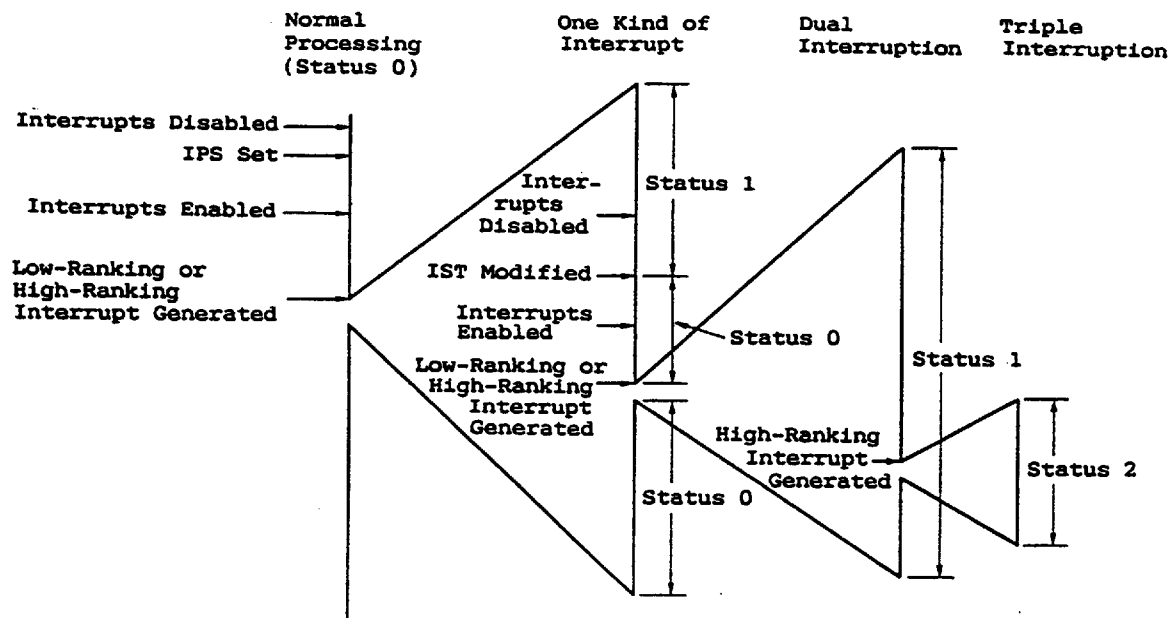 Normal
Processing
(Status 0)
One Kind of
Interrupt
Dual
Interruption
Triple
Interruption
Interrupts Disabled
IPS Set
Interrupts Enabled
Low-Ranking or
High-Ranking
Interrupt Generated
Inter-
rupts
Disabled
Status 1
IST Modified
Interrupts
Enabled
Status 0
Low-Ranking or
High-Ranking
Interrupt
Generated
Status 0
High-Ranking
Interrupt
Generated
Status 1
Status 2